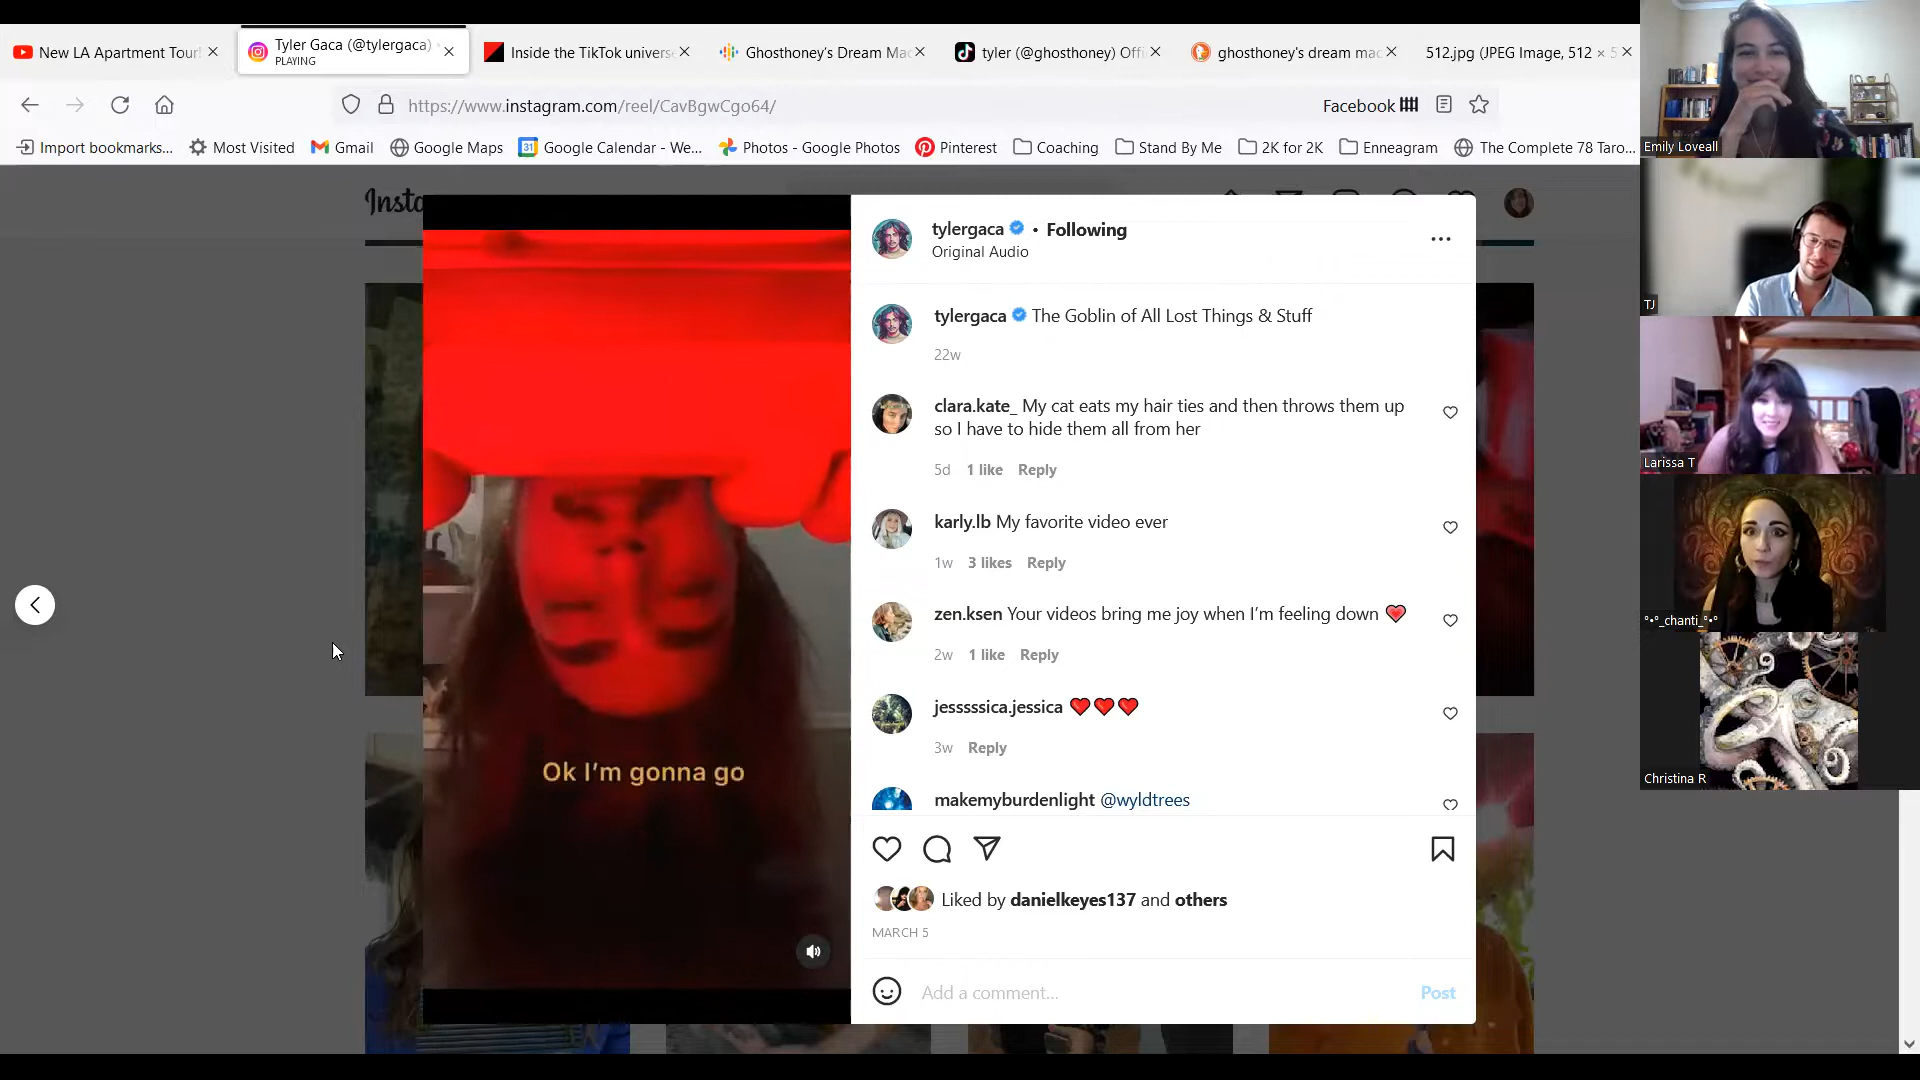 New LA Apartment Tour!
Tyler Gaca (@tylergaca)
PLAYING
Inside the TikTok universe
Ghosthoney's Dream Mac
tyler (@ghosthoney) Offi
ghosthoney's dream mac
512.jpg (JPEG Image, 512 × 5
https://www.instagram.com/reel/CavBgwCgo64/
Facebook
Import bookmarks...
Most Visited
Gmail
Google Maps
31
Google Calendar - We...
Photos - Google Photos
Pinterest
Coaching
Stand By Me
2K for 2K
Enneagram
The Complete 78 Taro...
Insta
tylergaca • Following
Original Audio
tylergaca The Goblin of All Lost Things & Stuff
22w
clara.kate_ My cat eats my hair ties and then throws them up
so I have to hide them all from her
5d 1 like Reply
karly.lb My favorite video ever
1w 3 likes Reply
zen.ksen Your videos bring me joy when I'm feeling down ❤️
2w 1 like Reply
jesssssica.jessica ❤️❤️❤️
3w Reply
makemyburdenlight @wyldtrees
Liked by danielkeyes137 and others
MARCH 5
Add a comment...
Post
Ok I'm gonna go
Emily Loveall
TJ
Larissa T
°•°_chanti_°•°
Christina R